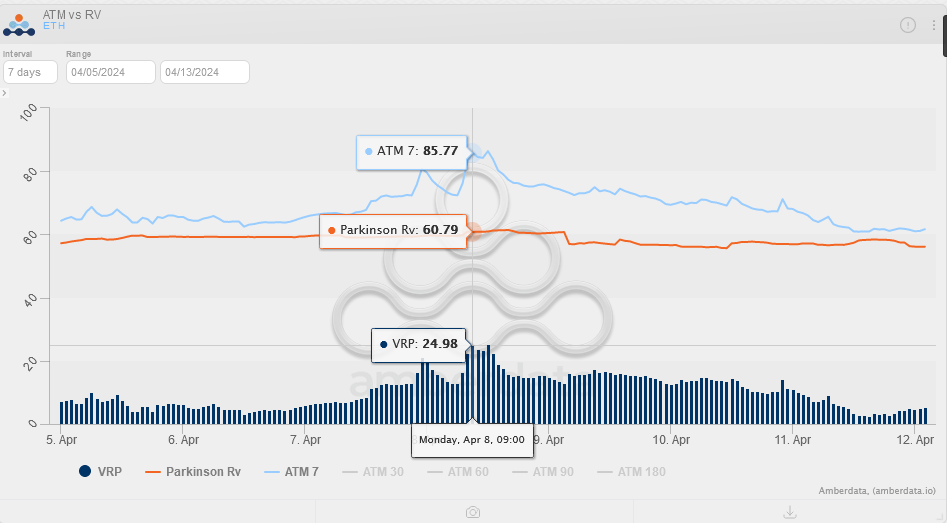 ATM vs RV
ETH
Interval
Range
7 days
04/05/2024
04/13/2024
100
80
60
40
20
0
ATM 7: 85.77
Parkinson Rv: 60.79
VRP: 24.98
amberdata
Monday, Apr 8, 09:00
5. Apr
6. Apr
7. Apr
9. Apr
10. Apr
11. Apr
12. Apr
VRP
Parkinson Rv
ATM 7
ATM 30
ATM 60
ATM 90
ATM 180
Amberdata, (amberdata.io)